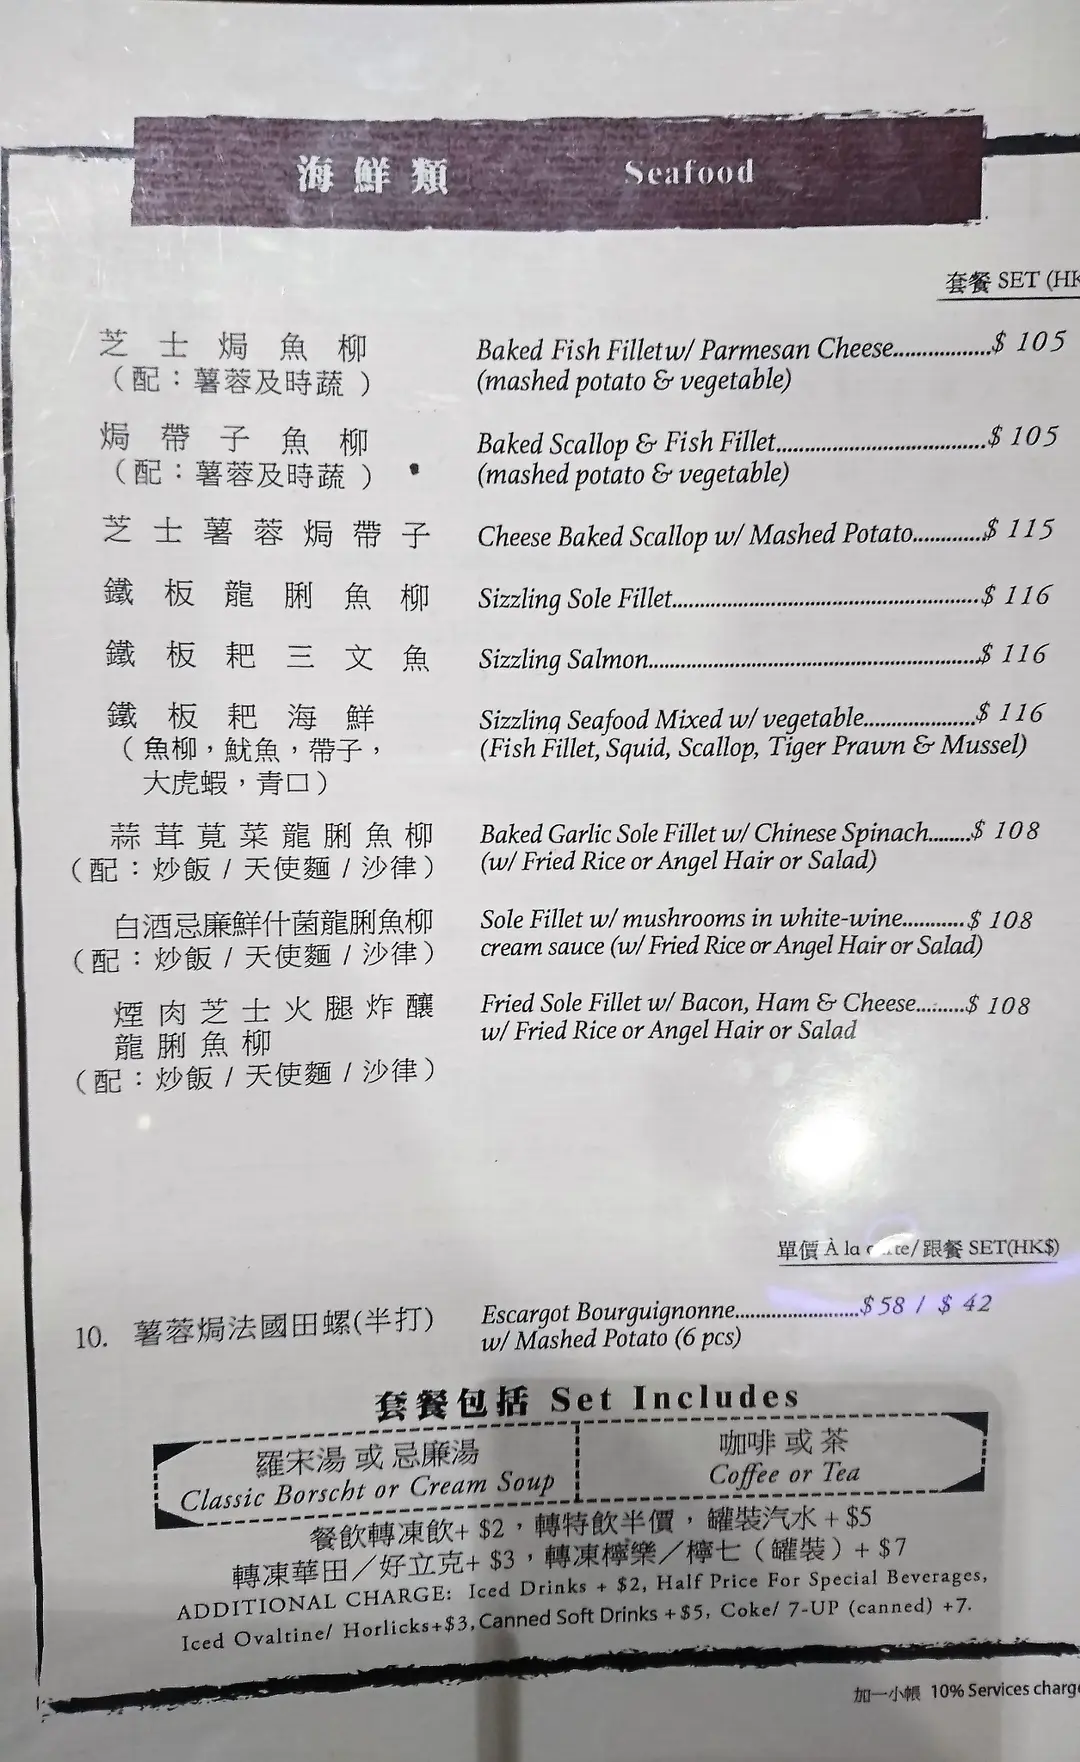 海鮮類 Seafood
套餐 SET (HK
芝士焗魚柳 Baked Fish Fillet w/ Parmesan Cheese..................$ 105
(配：薯蓉及時蔬) (mashed potato & vegetable)
焗帶子魚柳 Baked Scallop & Fish Fillet.......................................$ 105
(配：薯蓉及時蔬) (mashed potato & vegetable)
芝士薯蓉焗帶子 Cheese Baked Scallop w/ Mashed Potato.............$ 115
鐵板龍脷魚柳 Sizzling Sole Fillet..........................................................$ 116
鐵板耙三文魚 Sizzling Salmon..............................................................$ 116
鐵板耙海鮮 Sizzling Seafood Mixed w/ vegetable.....................$ 116
(魚柳，魷魚，帶子， (Fish Fillet, Squid, Scallop, Tiger Prawn & Mussel)
大虎蝦，青口)
蒜茸莧菜龍脷魚柳 Baked Garlic Sole Fillet w/ Chinese Spinach........$ 108
(配：炒飯 / 天使麵 / 沙律) (w/ Fried Rice or Angel Hair or Salad)
白酒忌廉鮮什菌龍脷魚柳 Sole Fillet w/ mushrooms in white-wine............$ 108
(配：炒飯 / 天使麵 / 沙律) cream sauce (w/ Fried Rice or Angel Hair or Salad)
煙肉芝士火腿炸釀 Fried Sole Fillet w/ Bacon, Ham & Cheese.........$ 108
龍脷魚柳 w/ Fried Rice or Angel Hair or Salad
(配：炒飯 / 天使麵 / 沙律)
單價 À la carte/ 跟餐 SET(HK$)
10. 薯蓉焗法國田螺(半打) Escargot Bourguignonne.......................$ 58 / $ 42
w/ Mashed Potato (6 pcs)
套餐包括 Set Includes
羅宋湯 或 忌廉湯 咖啡 或 茶
Classic Borscht or Cream Soup Coffee or Tea
餐飲轉凍飲+ $2，轉特飲半價，罐裝汽水 + $5
轉凍華田／好立克+ $3，轉凍檸樂／檸七（罐裝）+ $7
ADDITIONAL CHARGE: Iced Drinks + $2, Half Price For Special Beverages,
Iced Ovaltine/ Horlicks+$3, Canned Soft Drinks +$5, Coke/ 7-UP (canned) +7.
加一小帳 10% Services charge